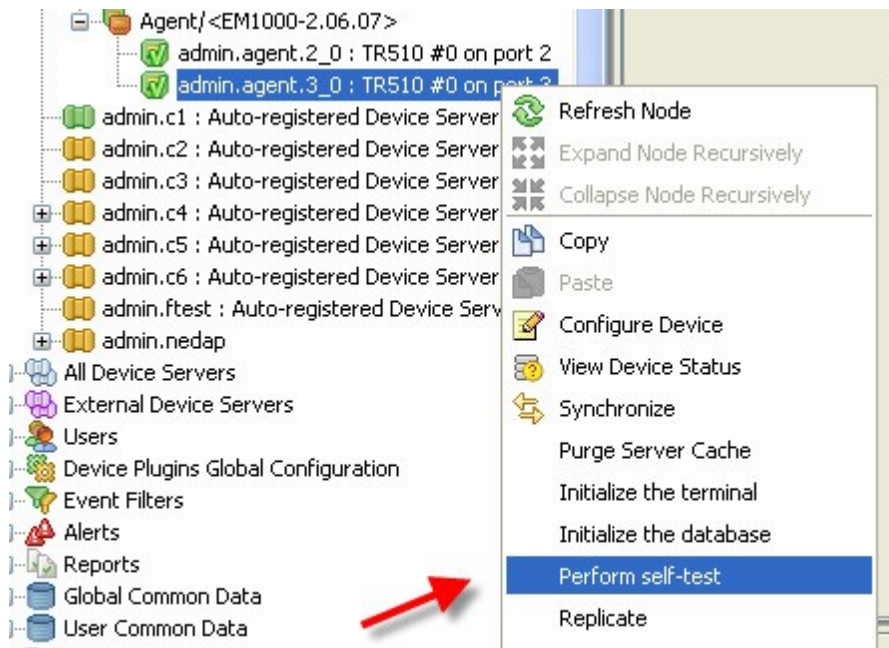 Agent/<EM1000-2.06.07>
admin.agent.2_0 : TR510 #0 on port 2
admin.agent.3_0 : TR510 #0 on port 3
admin.c1 : Auto-registered Device Server
admin.c2 : Auto-registered Device Server
admin.c3 : Auto-registered Device Server
admin.c4 : Auto-registered Device Server
admin.c5 : Auto-registered Device Server
admin.c6 : Auto-registered Device Server
admin.ftest : Auto-registered Device Serv
admin.nedap
All Device Servers
External Device Servers
Users
Device Plugins Global Configuration
Event Filters
Alerts
Reports
Global Common Data
User Common Data
Refresh Node
Expand Node Recursively
Collapse Node Recursively
Copy
Paste
Configure Device
View Device Status
Synchronize
Purge Server Cache
Initialize the terminal
Initialize the database
Perform self-test
Replicate